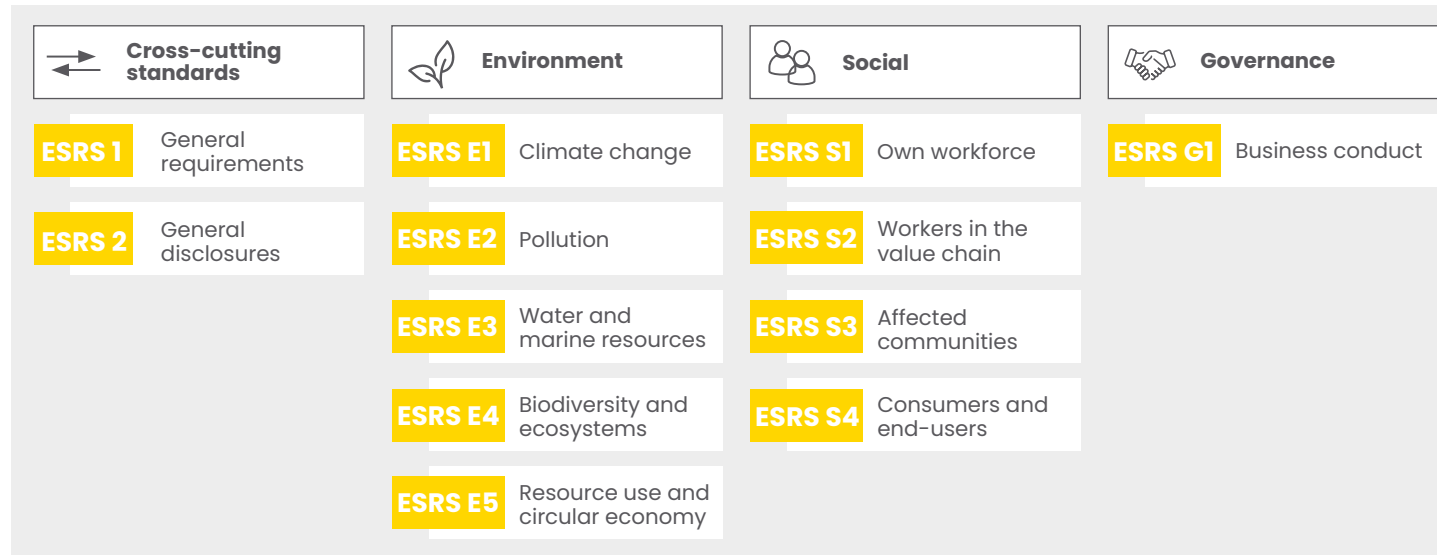 Cross-cutting
standards
ESRS 1
General
requirements
ESRS 2
General
disclosures
Environment
ESRS E1
Climate change
ESRS E2
Pollution
ESRS E3
Water and
marine resources
ESRS E4
Biodiversity and
ecosystems
ESRS E5
Resource use and
circular economy
Social
ESRS S1
Own workforce
ESRS S2
Workers in the
value chain
ESRS S3
Affected
communities
ESRS S4
Consumers and
end-users
Governance
ESRS G1
Business conduct